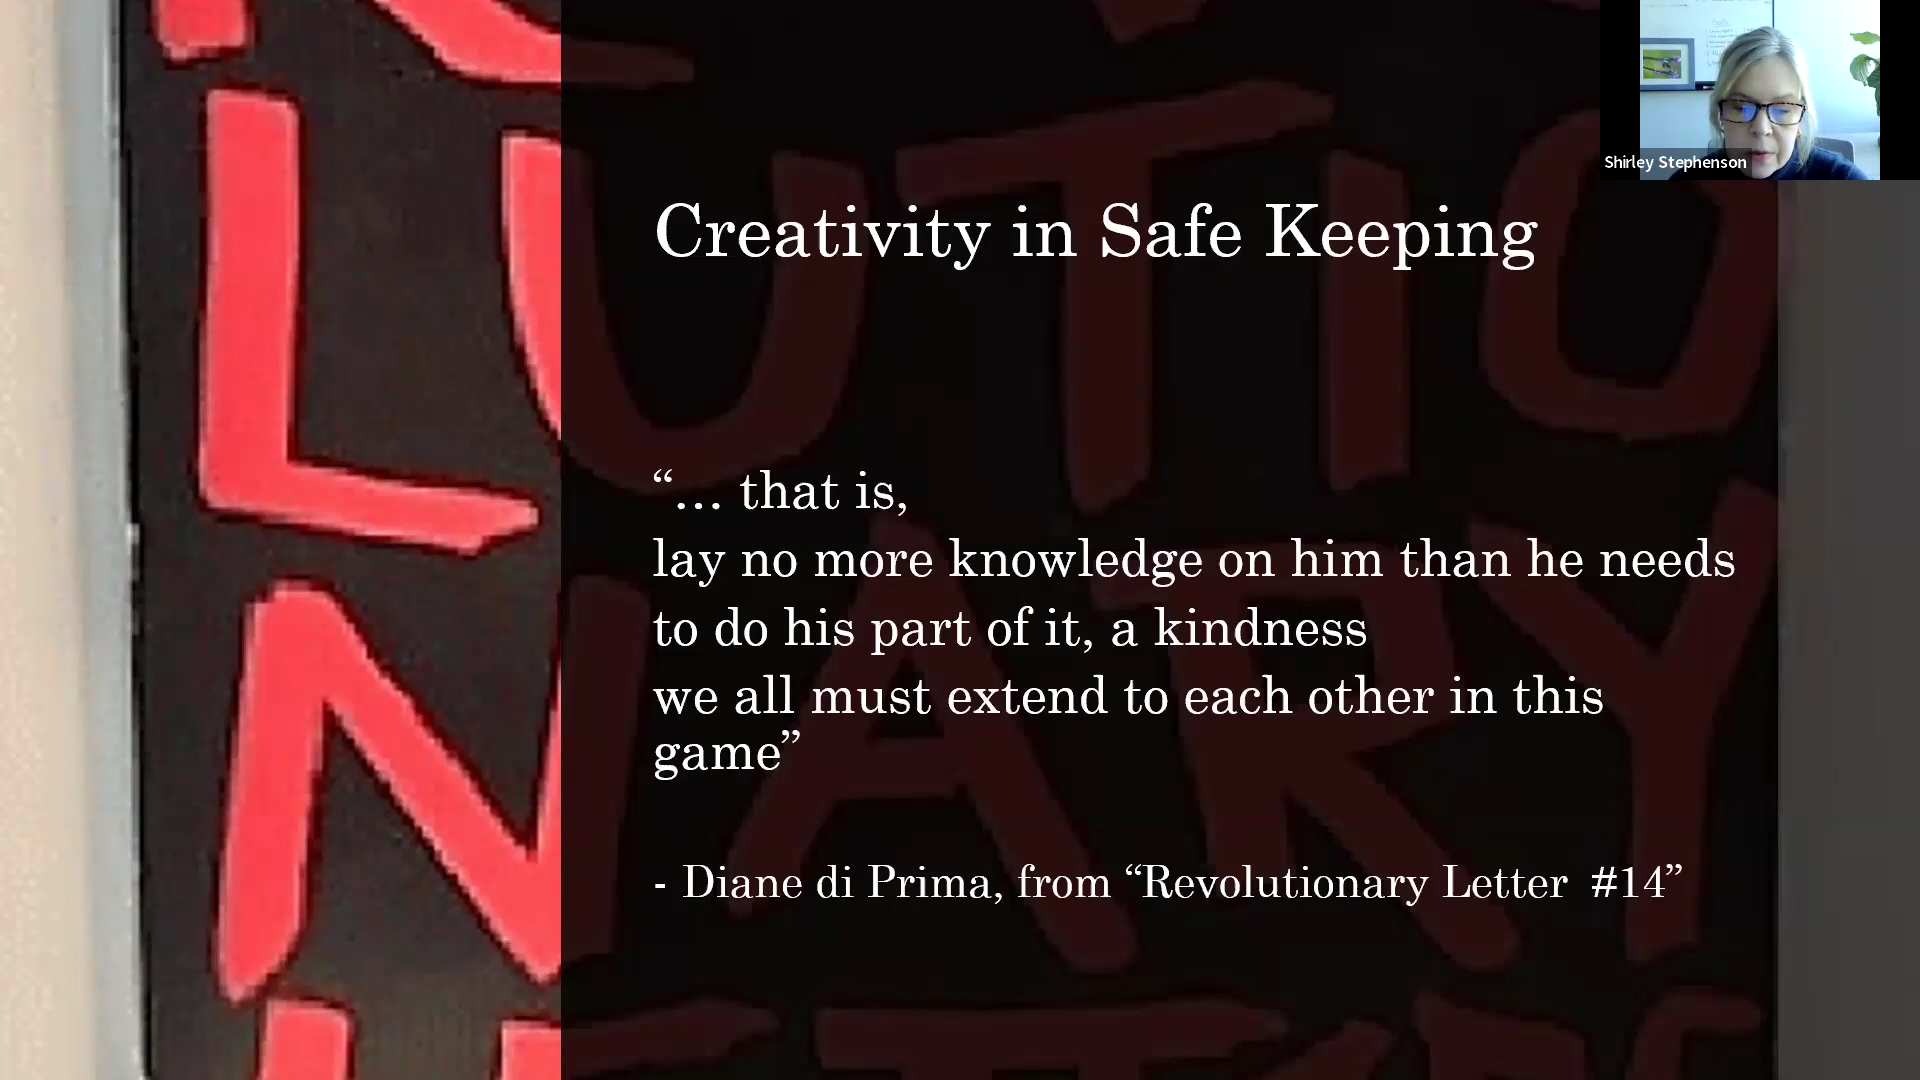 Shirley Stephenson
Creativity in Safe Keeping
“… that is,
lay no more knowledge on him than he needs
to do his part of it, a kindness
we all must extend to each other in this
game”
- Diane di Prima, from “Revolutionary Letter #14”
LUTIO
NARY